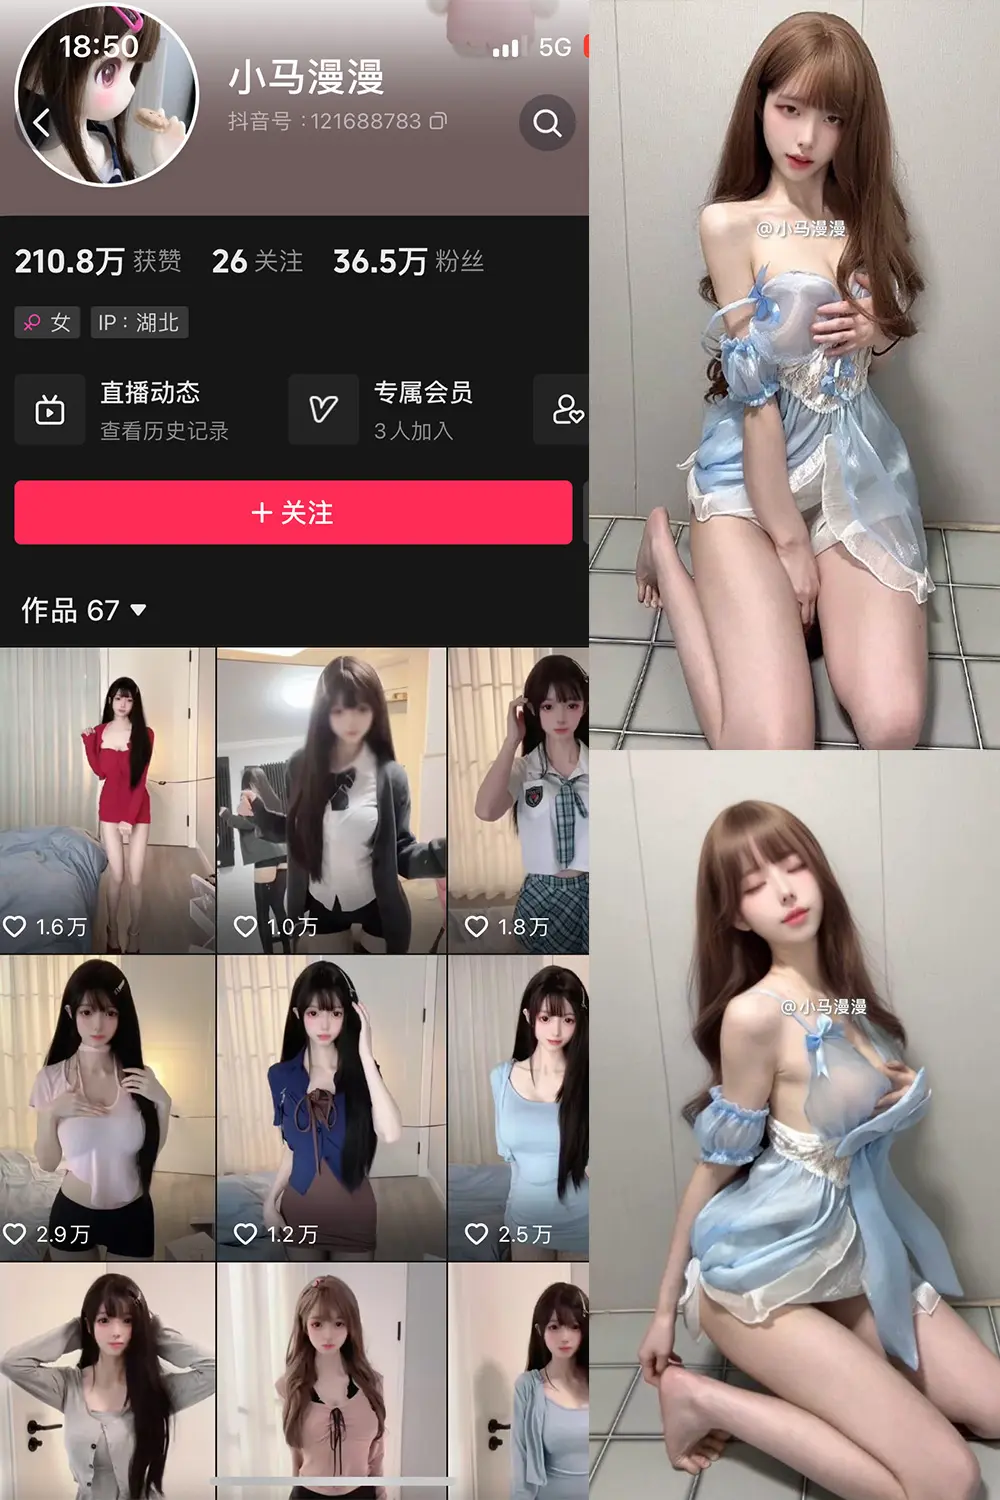 18:50
5G
小马漫漫
抖音号：121688783
210.8万 获赞 26 关注 36.5万 粉丝
女 IP：湖北
直播动态
查看历史记录
专属会员
3人加入
+ 关注
作品 67
1.6万
1.0万
1.8万
2.9万
1.2万
2.5万
@小马漫漫
@小马漫漫